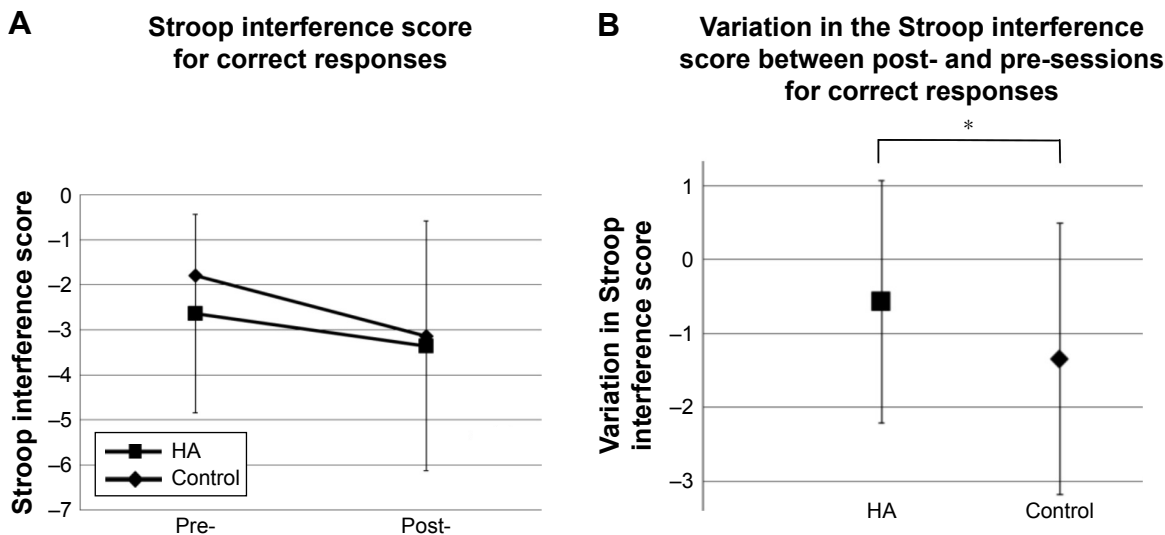 A
Stroop interference score
for correct responses
Stroop interference score
0
–1
–2
–3
–4
–5
–6
–7
HA
Control
Pre-
Post-
B
Variation in the Stroop interference
score between post- and pre-sessions
for correct responses
*
Variation in Stroop
interference score
1
0
–1
–2
–3
HA
Control